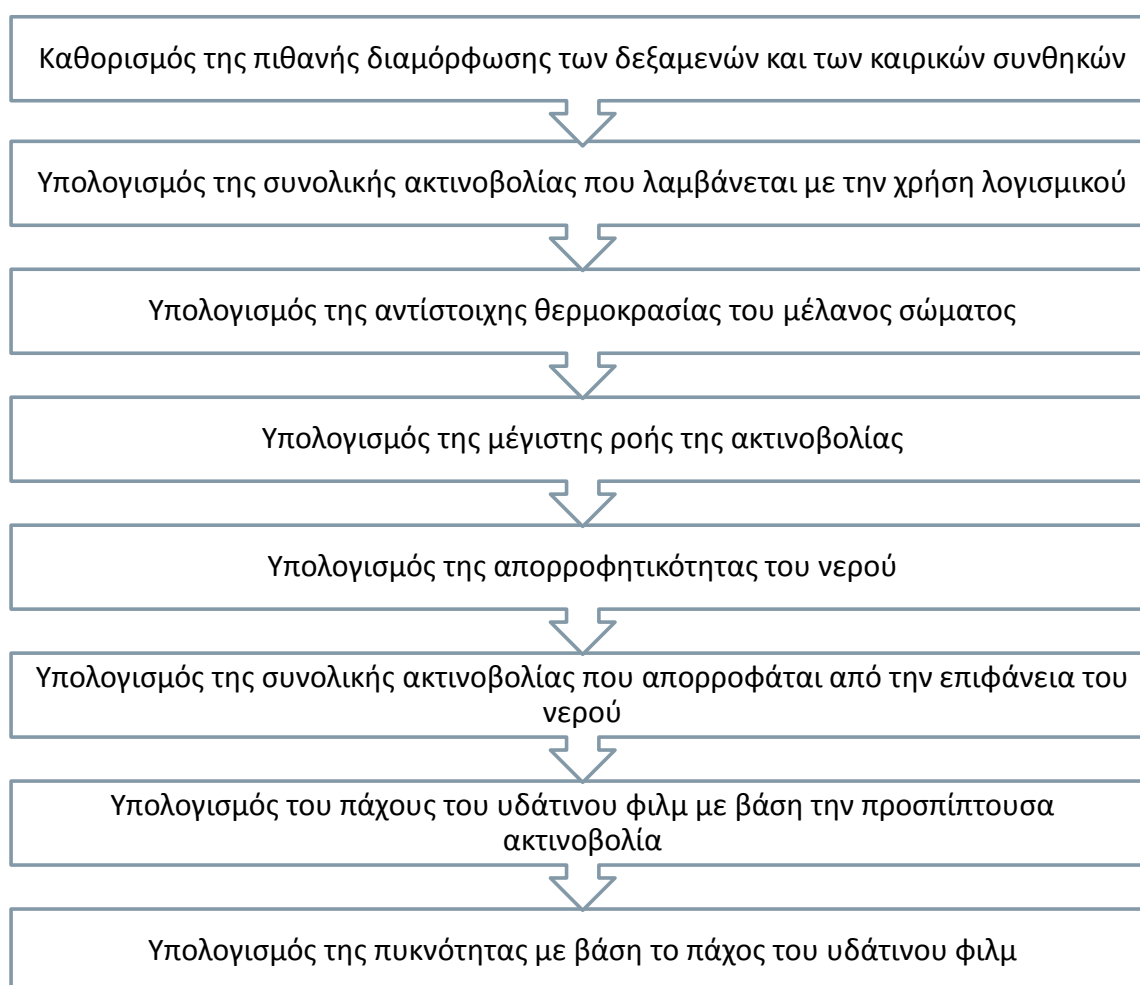 Καθορισμός της πιθανής διαμόρφωσης των δεξαμενών και των καιρικών συνθηκών
Υπολογισμός της συνολικής ακτινοβολίας που λαμβάνεται με την χρήση λογισμικού
Υπολογισμός της αντίστοιχης θερμοκρασίας του μέλανος σώματος
Υπολογισμός της μέγιστης ροής της ακτινοβολίας
Υπολογισμός της απορροφητικότητας του νερού
Υπολογισμός της συνολικής ακτινοβολίας που απορροφάται από την επιφάνεια του
νερού
Υπολογισμός του πάχους του υδάτινου φιλμ με βάση την προσπίπτουσα
ακτινοβολία
Υπολογισμός της πυκνότητας με βάση το πάχος του υδάτινου φιλμ